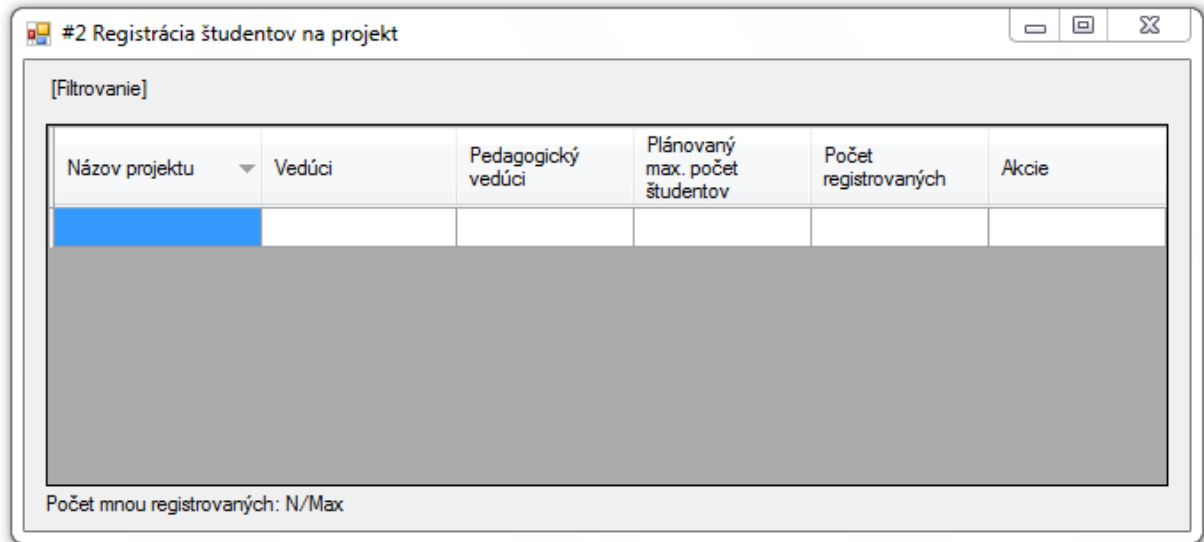 #2 Registrácia študentov na projekt
[Filtrovanie]
Názov projektu
Vedúci
Pedagogický
vedúci
Plánovaný
max. počet
študentov
Počet
registrovaných
Akcie
Počet mnou registrovaných: N/Max